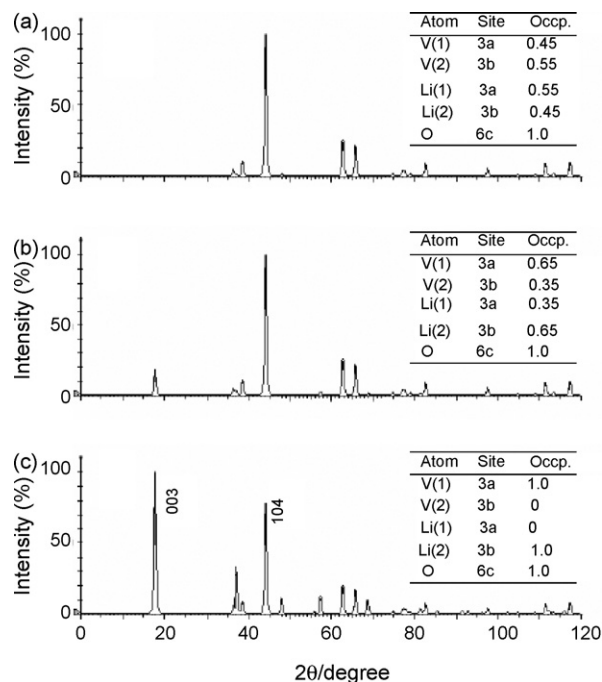 (a)
Intensity (%)
100
50
0
Atom Site Occp.
V(1) 3a 0.45
V(2) 3b 0.55
Li(1) 3a 0.55
Li(2) 3b 0.45
O 6c 1.0
(b)
Intensity (%)
100
50
0
Atom Site Occp.
V(1) 3a 0.65
V(2) 3b 0.35
Li(1) 3a 0.35
Li(2) 3b 0.65
O 6c 1.0
(c)
Intensity (%)
100
50
0
003
104
Atom Site Occp.
V(1) 3a 1.0
V(2) 3b 0
Li(1) 3a 0
Li(2) 3b 1.0
O 6c 1.0
0 20 40 60 80 100 120
2θ/degree